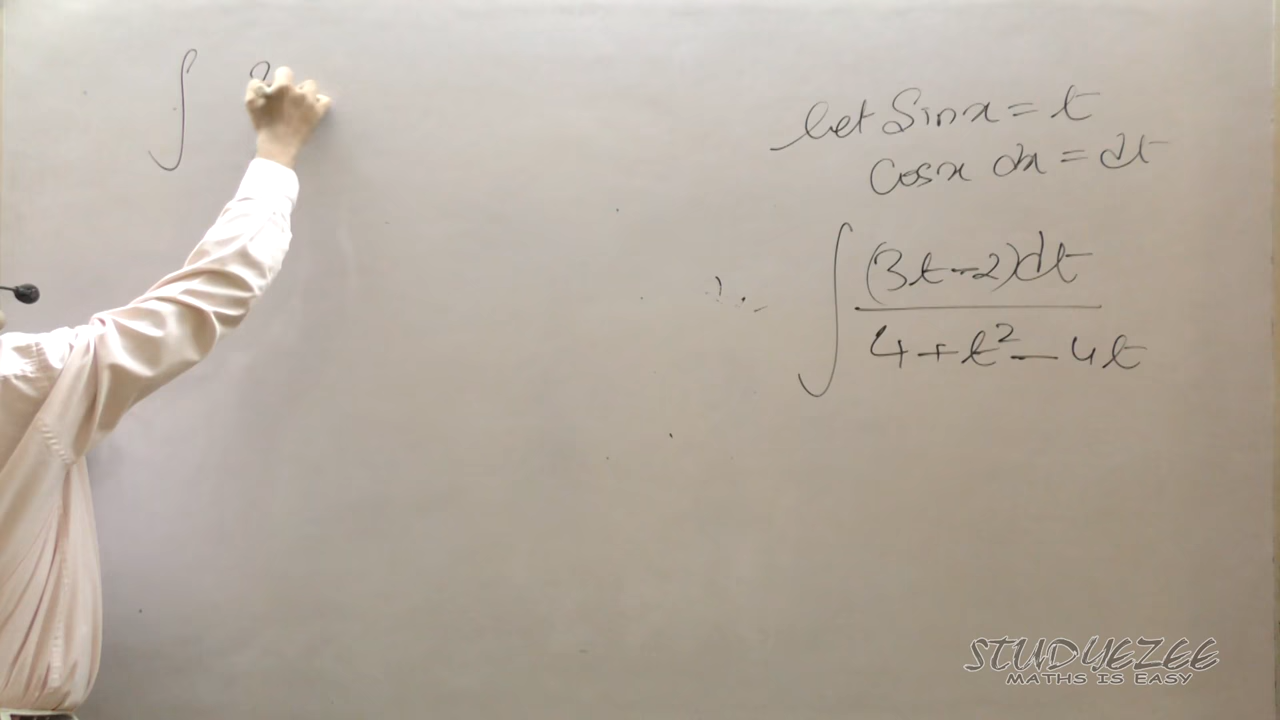 ∫
let Sinx = t
Cosx dx = dt
∫ (3t-2)dt
4+t²-4t
STUDYEZEE
MATHS IS EASY